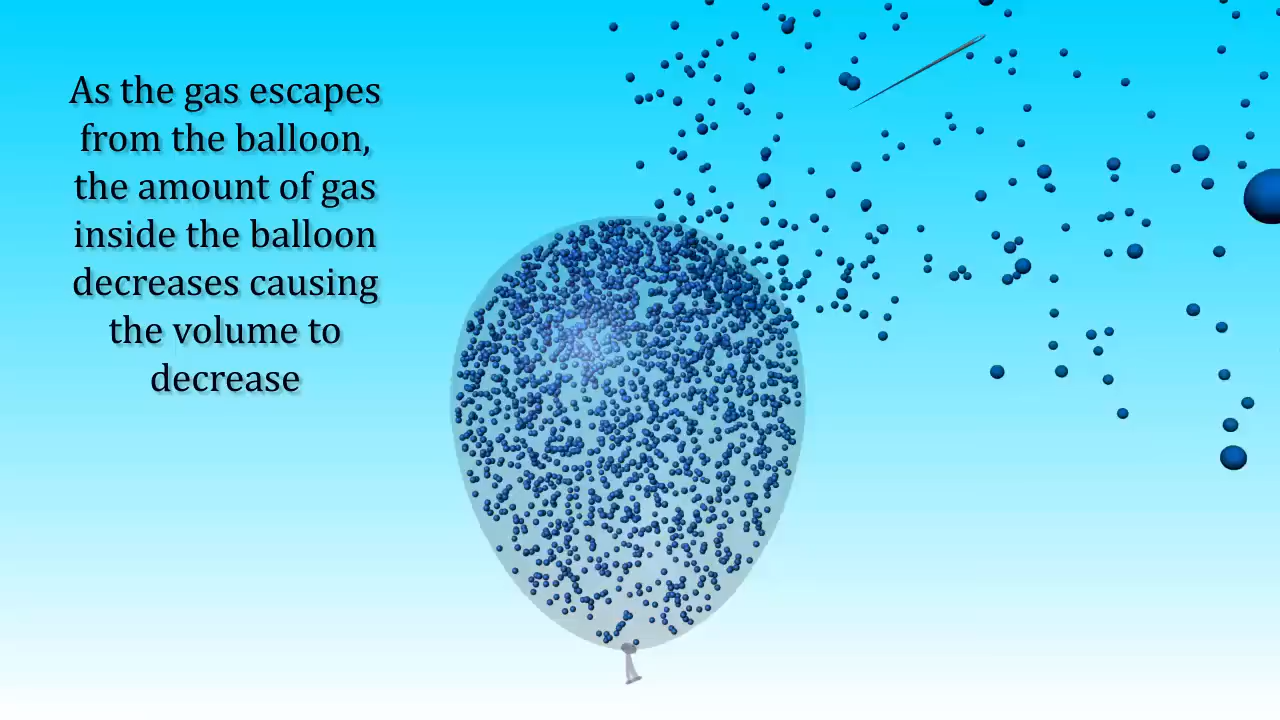 As the gas escapes
from the balloon,
the amount of gas
inside the balloon
decreases causing
the volume to
decrease